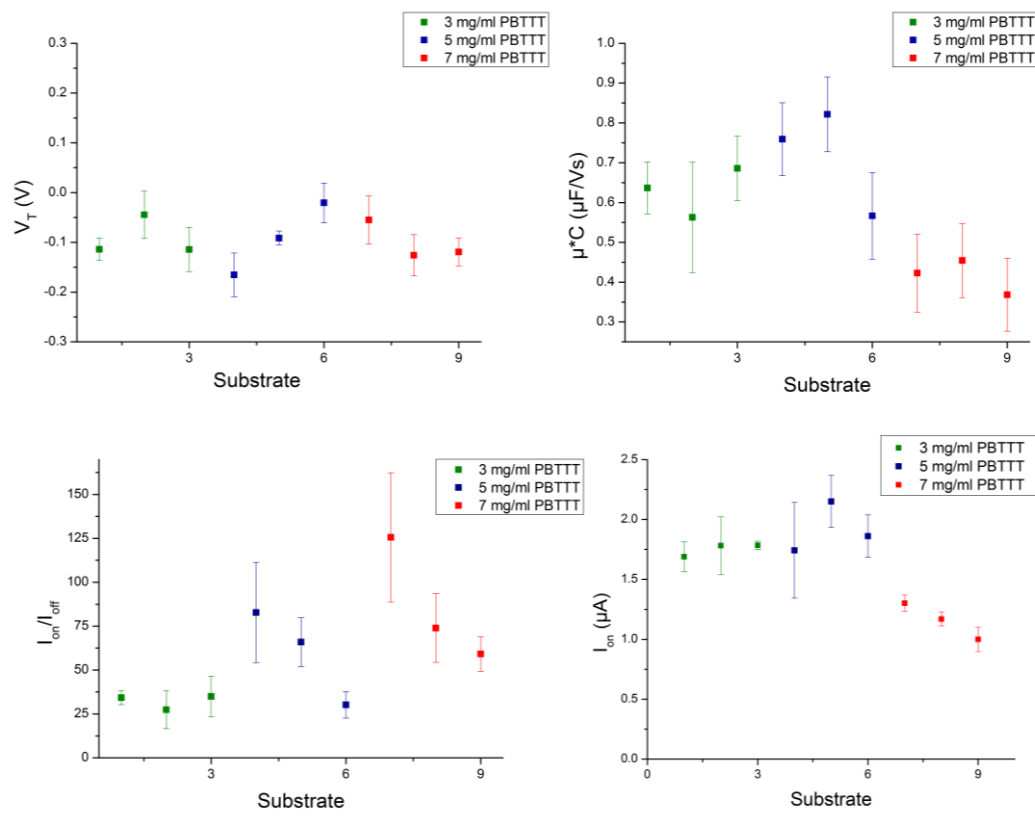 3 mg/ml PBTTT
5 mg/ml PBTTT
7 mg/ml PBTTT
0.3
0.2
0.1
0.0
-0.1
-0.2
-0.3
V_T (V)
3
6
9
Substrate
3 mg/ml PBTTT
5 mg/ml PBTTT
7 mg/ml PBTTT
1.0
0.9
0.8
0.7
0.6
0.5
0.4
0.3
µ*C (µF/Vs)
3
6
9
Substrate
3 mg/ml PBTTT
5 mg/ml PBTTT
7 mg/ml PBTTT
150
125
100
75
50
25
0
I_on/I_off
3
6
9
Substrate
3 mg/ml PBTTT
5 mg/ml PBTTT
7 mg/ml PBTTT
2.5
2.0
1.5
1.0
0.5
0.0
I_on (µA)
0
3
6
9
Substrate